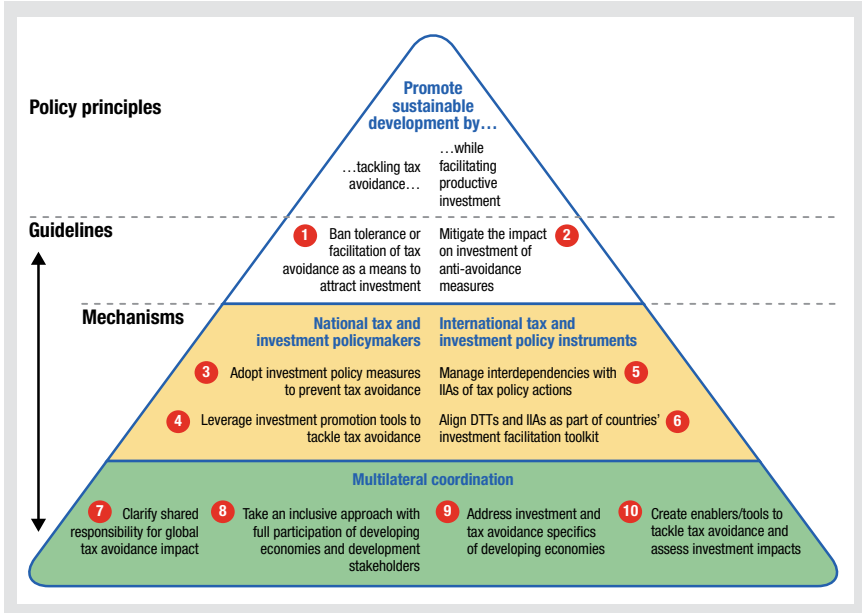 Policy principles
Promote
sustainable
development by…
…tackling tax
avoidance…
…while
facilitating
productive
investment
Guidelines
1
Ban tolerance or
facilitation of tax
avoidance as a means to
attract investment
Mitigate the impact
on investment of
anti-avoidance
measures
2
Mechanisms
National tax and
investment policymakers
International tax and
investment policy instruments
3
Adopt investment policy measures
to prevent tax avoidance
Manage interdependencies with
IIAs of tax policy actions
5
4
Leverage investment promotion tools to
tackle tax avoidance
Align DTTs and IIAs as part of countries’
investment facilitation toolkit
6
Multilateral coordination
7
Clarify shared
responsibility for global
tax avoidance impact
8
Take an inclusive approach with
full participation of developing
economies and development
stakeholders
9
Address investment and
tax avoidance specifics
of developing economies
10
Create enablers/tools to
tackle tax avoidance and
assess investment impacts